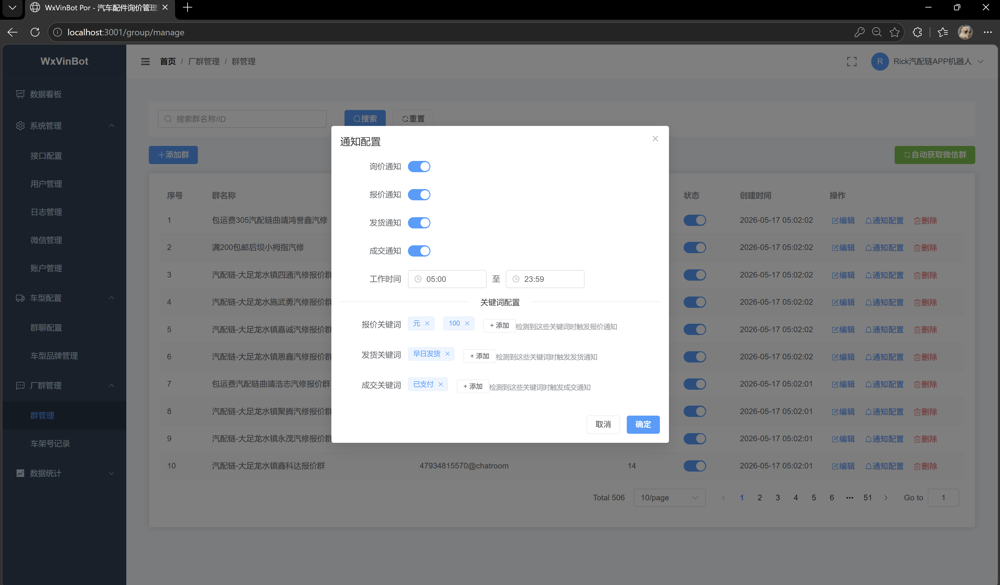 WxVinBot Por - 汽车配件询价管理
localhost:3001/group/manage
WxVinBot
首页 / 厂群管理 / 群管理
R Rick汽配链APP机器人
数据看板
系统管理
接口配置
用户管理
日志管理
微信管理
账户管理
车型配置
群聊配置
车型品牌管理
厂群管理
群管理
车架号记录
数据统计
搜索群名称/ID 搜索 重置
+添加群 自动获取微信群
序号 群名称 状态 创建时间 操作
1 包运费305汽配链曲靖鸿誉鑫汽修 2026-05-17 05:02:02 编辑 通知配置 删除
2 满200包邮后坝小拇指汽修 2026-05-17 05:02:02 编辑 通知配置 删除
3 汽配链-大足龙水镇四通汽修报价群 2026-05-17 05:02:02 编辑 通知配置 删除
4 汽配链-大足龙水施武勇汽修报价群 2026-05-17 05:02:02 编辑 通知配置 删除
5 汽配链-大足龙水镇嘉诚汽修报价群 2026-05-17 05:02:02 编辑 通知配置 删除
6 汽配链-大足龙水镇恩鑫汽修报价群 2026-05-17 05:02:02 编辑 通知配置 删除
7 包运费汽配链曲靖浩志汽修报价群 2026-05-17 05:02:01 编辑 通知配置 删除
8 汽配链-大足龙水镇聚腾汽修报价群 2026-05-17 05:02:01 编辑 通知配置 删除
9 汽配链-大足龙水镇永茂汽修报价群 2026-05-17 05:02:01 编辑 通知配置 删除
10 汽配链-大足龙水镇鑫科达报价群 47934815570@chatroom 14 2026-05-17 05:02:01 编辑 通知配置 删除
Total 506 10/page 1 2 3 4 5 6 ••• 51 Go to 1
通知配置
询价通知
报价通知
发货通知
成交通知
工作时间 05:00 至 23:59
关键词配置
报价关键词 元 100 + 添加 检测到这些关键词时触发报价通知
发货关键词 早日发货 + 添加 检测到这些关键词时触发发货通知
成交关键词 已支付 + 添加 检测到这些关键词时触发成交通知
取消 确定